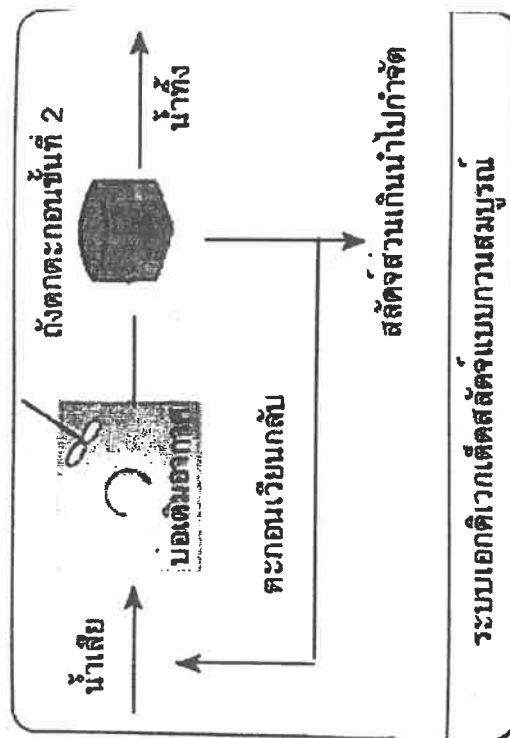 น้ำเสีย
บ่อเติมอากาศ
ถังตกตะกอนขั้นที่ 2
น้ำทิ้ง
ตะกอนเวียนกลับ
สลัดจ์ส่วนเกินนำไปกำจัด
ระบบเอกติเวกเต็ดสลัดจ์แบบกวนสมบูรณ์